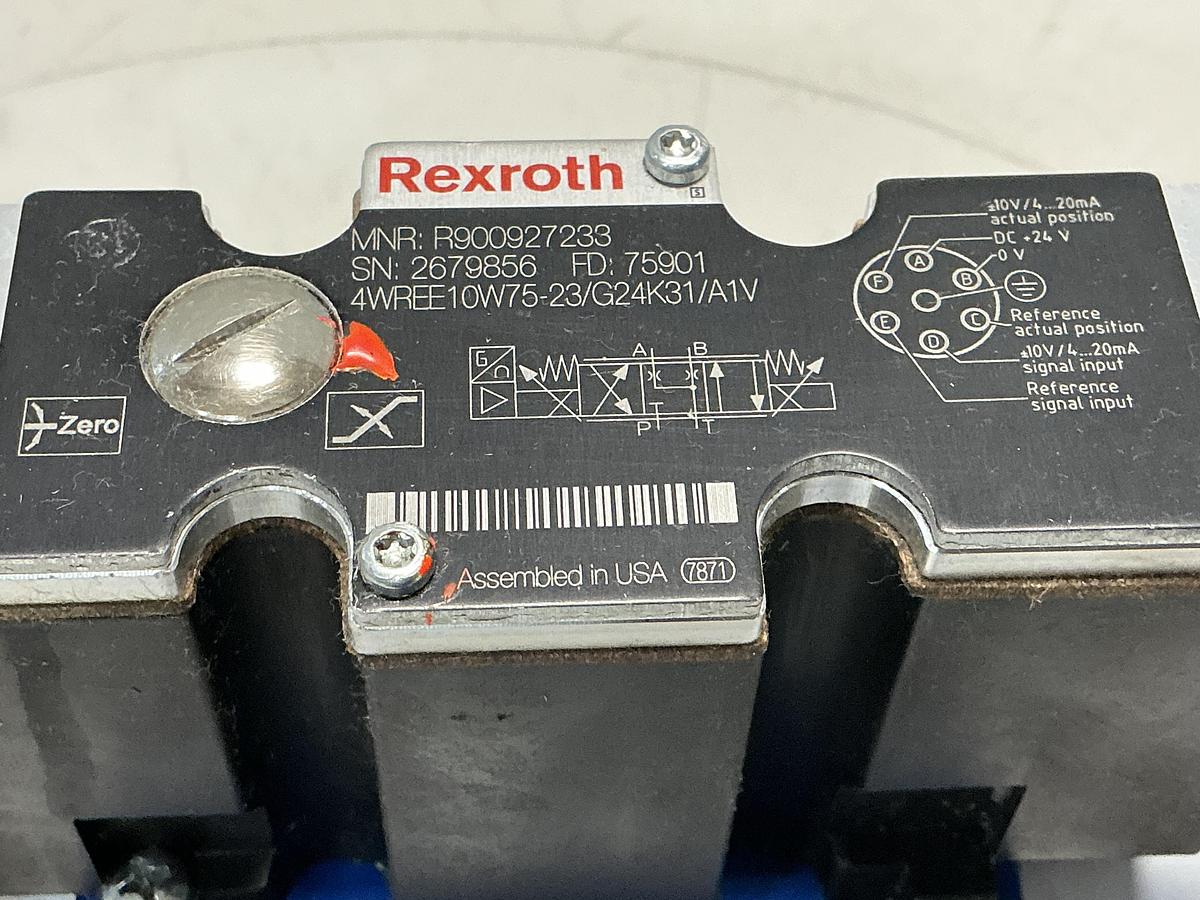 Rexroth
S
MNR: R900927233
SN: 2679856 FD: 75901
4WREE10W75-23/G24K31/A1V
Zero
G
A B
P T
±10V/4...20mA
actual position
DC +24 V
0 V
F A B
E D C
Reference
actual position
±10V/4...20mA
signal input
Reference
signal input
Assembled in USA 7871